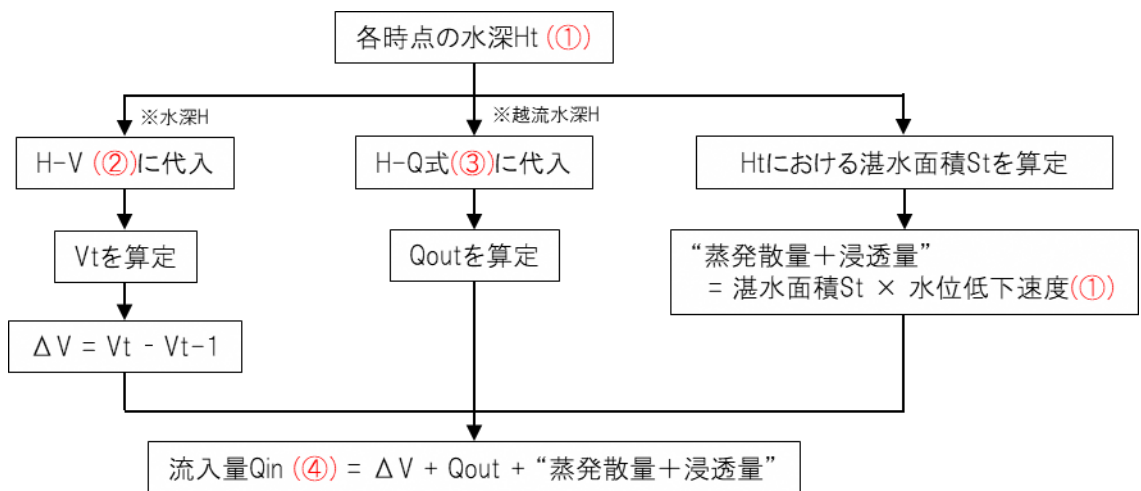 各時点の水深Ht (①)
※水深H
※越流水深H
H-V (②)に代入
H-Q式(③)に代入
Htにおける湛水面積Stを算定
Vtを算定
Qoutを算定
“蒸発散量＋浸透量”
= 湛水面積St × 水位低下速度(①)
ΔV = Vt - Vt-1
流入量Qin (④) = ΔV + Qout + “蒸発散量＋浸透量”